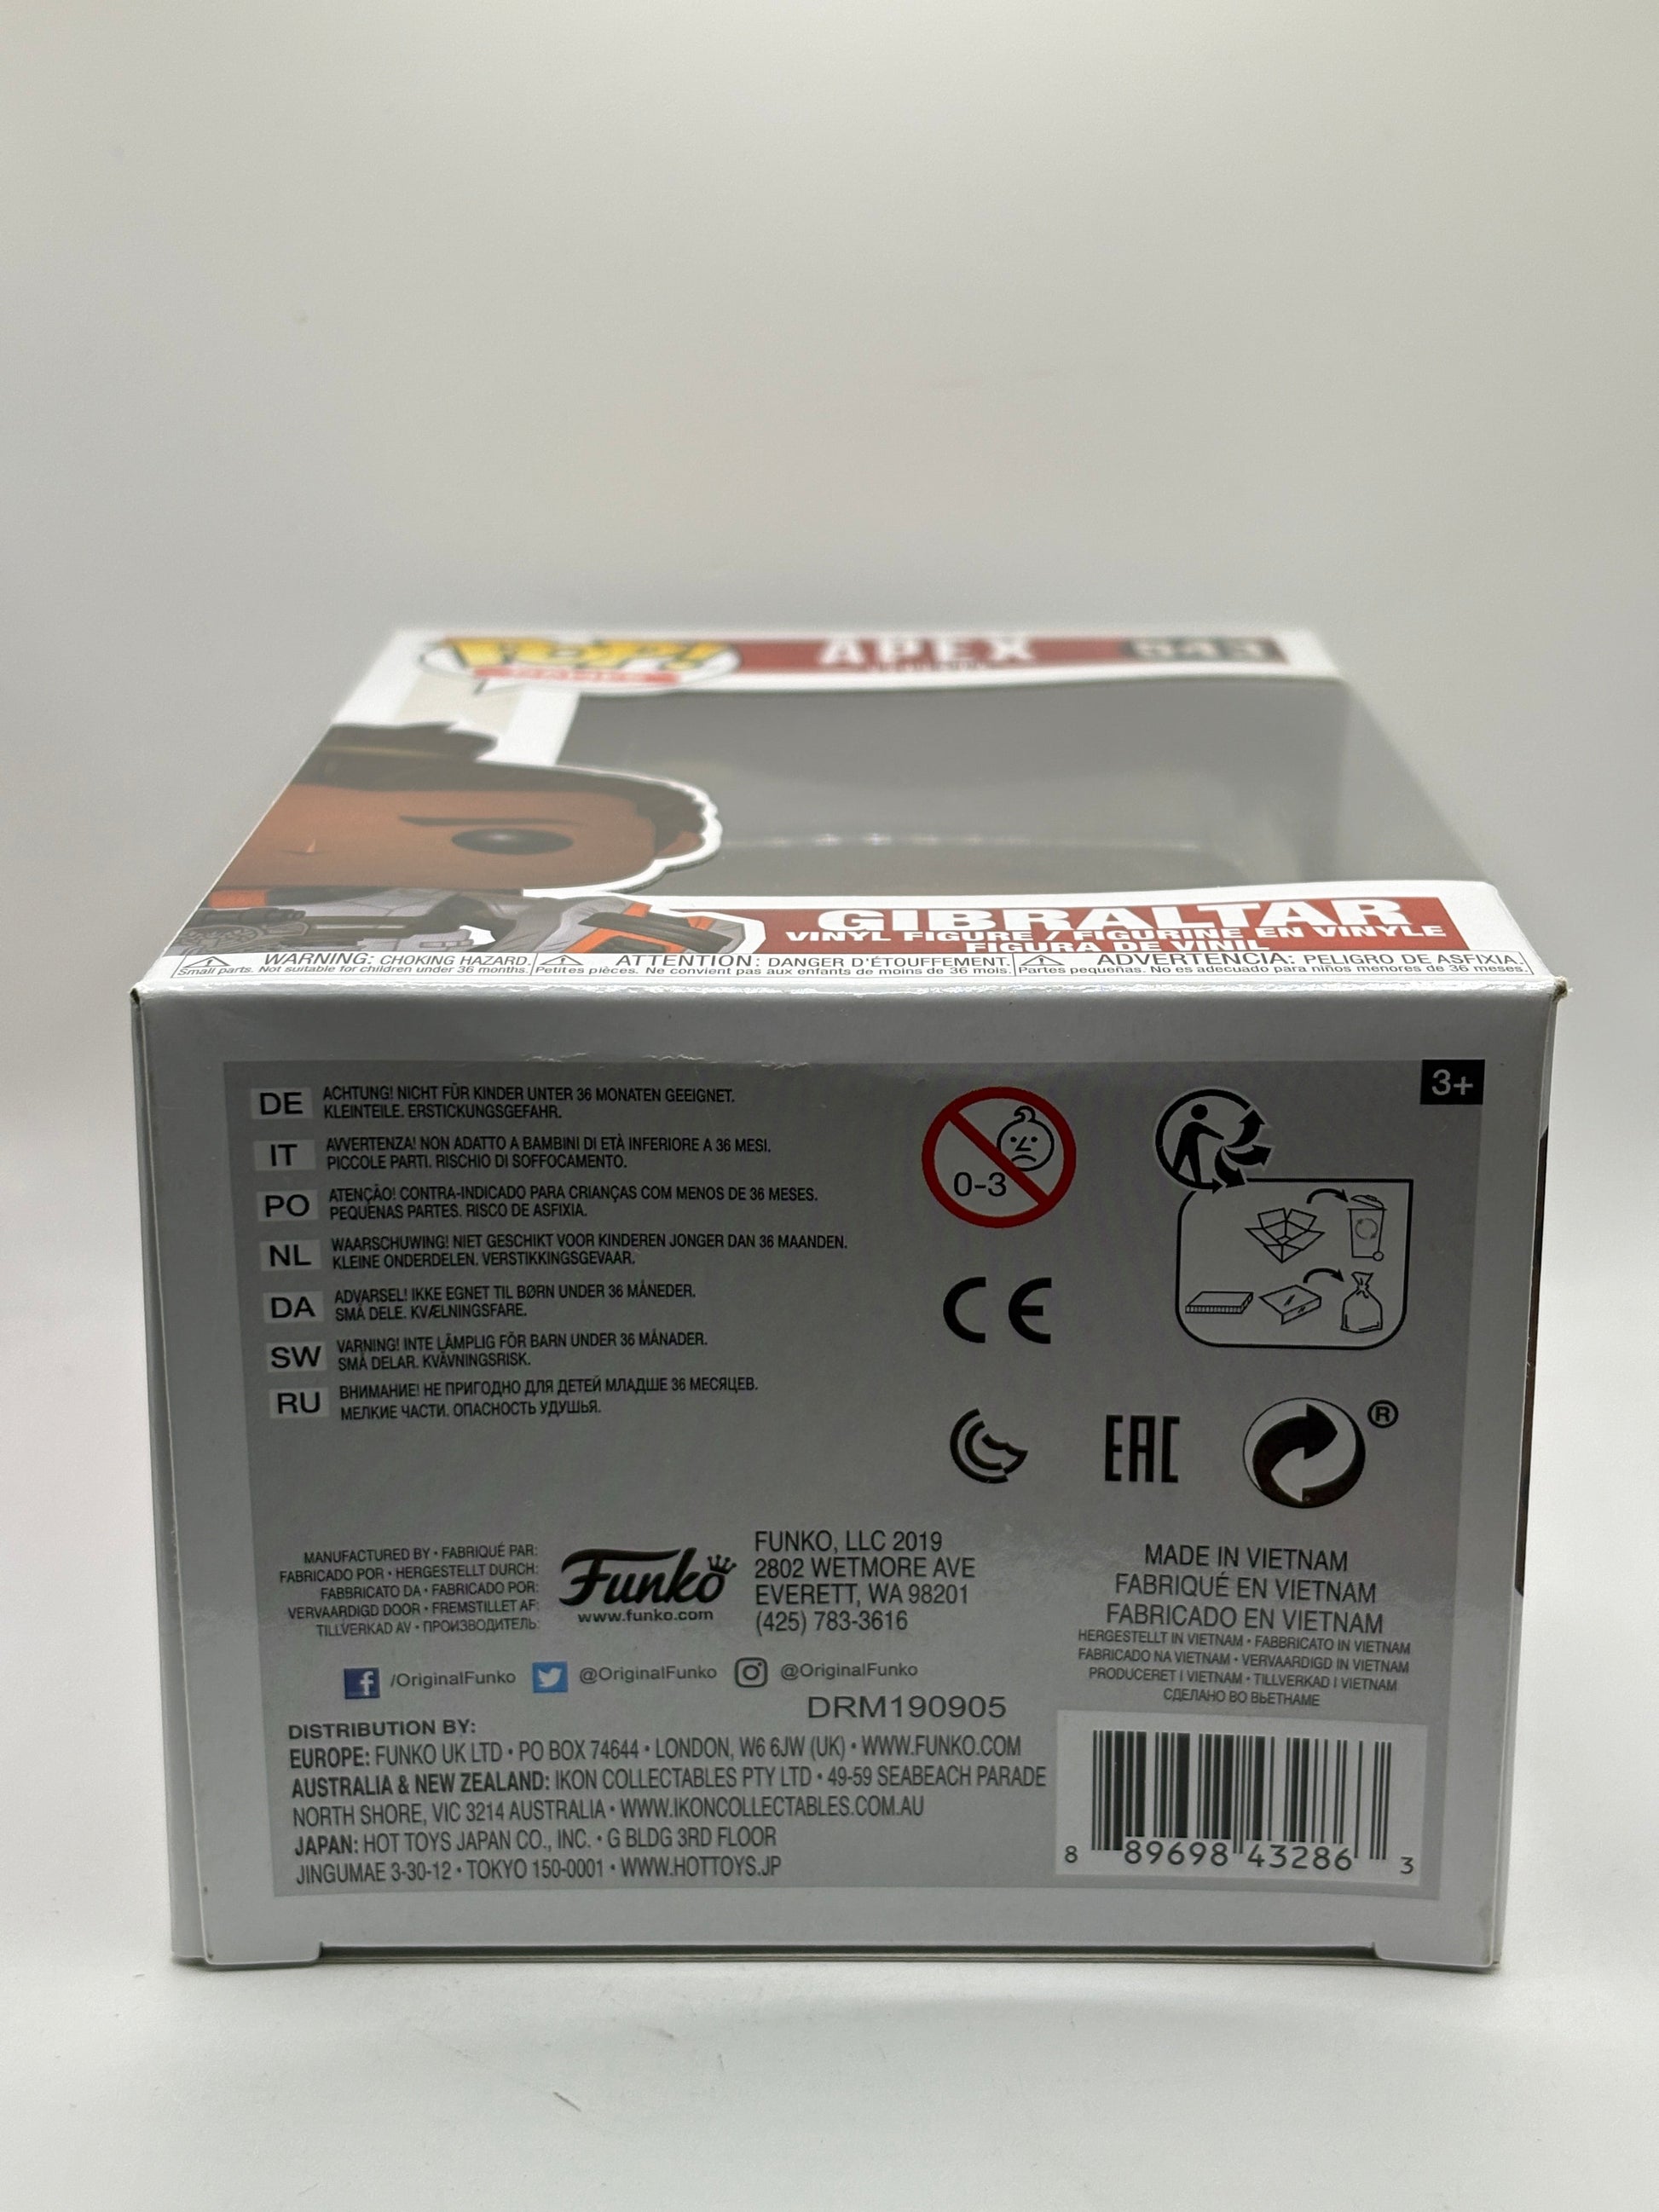 POP!
GAMES
APEX
543
GIBRALTAR
VINYL FIGURE / FIGURINE EN VINYLE
FIGURA DE VINIL
WARNING: CHOKING HAZARD.
Small parts. Not suitable for children under 36 months.
ATTENTION: DANGER D'ÉTOUFFEMENT.
Petites pièces. Ne convient pas aux enfants de moins de 36 mois.
ADVERTENCIA: PELIGRO DE ASFIXIA.
Partes pequeñas. No es adecuado para niños menores de 36 meses.
3+
DE
ACHTUNG! NICHT FÜR KINDER UNTER 36 MONATEN GEEIGNET.
KLEINTEILE. ERSTICKUNGSGEFAHR.
IT
AVVERTENZA! NON ADATTO A BAMBINI DI ETÀ INFERIORE A 36 MESI.
PICCOLE PARTI. RISCHIO DI SOFFOCAMENTO.
PO
ATENÇÃO! CONTRA-INDICADO PARA CRIANÇAS COM MENOS DE 36 MESES.
PEQUENAS PARTES. RISCO DE ASFIXIA.
NL
WAARSCHUWING! NIET GESCHIKT VOOR KINDEREN JONGER DAN 36 MAANDEN.
KLEINE ONDERDELEN. VERSTIKKINGSGEVAAR.
DA
ADVARSEL! IKKE EGNET TIL BØRN UNDER 36 MÅNEDER.
SMÅ DELE. KVÆLNINGSFARE.
SW
VARNING! INTE LÄMPLIG FÖR BARN UNDER 36 MÅNADER.
SMÅ DELAR. KVÄVNINGSRISK.
RU
ВНИМАНИЕ! НЕ ПРИГОДНО ДЛЯ ДЕТЕЙ МЛАДШЕ 36 МЕСЯЦЕВ.
МЕЛКИЕ ЧАСТИ. ОПАСНОСТЬ УДУШЬЯ.
0-3
CE
EAC
®
MANUFACTURED BY • FABRIQUÉ PAR:
FABRICADO POR • HERGESTELLT DURCH:
FABBRICATO DA • FABRICADO POR:
VERVAARDIGD DOOR • FREMSTILLET AF:
TILLVERKAD AV • ПРОИЗВОДИТЕЛЬ:
Funko
www.funko.com
FUNKO, LLC 2019
2802 WETMORE AVE
EVERETT, WA 98201
(425) 783-3616
MADE IN VIETNAM
FABRIQUÉ EN VIETNAM
FABRICADO EN VIETNAM
HERGESTELLT IN VIETNAM • FABBRICATO IN VIETNAM
FABRICADO NA VIETNAM • VERVAARDIGD IN VIETNAM
PRODUCERET I VIETNAM • TILLVERKAD I VIETNAM
СДЕЛАНО ВО ВЬЕТНАМЕ
/OriginalFunko
@OriginalFunko
@OriginalFunko
DRM190905
DISTRIBUTION BY:
EUROPE: FUNKO UK LTD • PO BOX 74644 • LONDON, W6 6JW (UK) • WWW.FUNKO.COM
AUSTRALIA & NEW ZEALAND: IKON COLLECTABLES PTY LTD • 49-59 SEABEACH PARADE
NORTH SHORE, VIC 3214 AUSTRALIA • WWW.IKONCOLLECTABLES.COM.AU
JAPAN: HOT TOYS JAPAN CO., INC. • G BLDG 3RD FLOOR
JINGUMAE 3-30-12 • TOKYO 150-0001 • WWW.HOTTOYS.JP
8 89698 43286 3